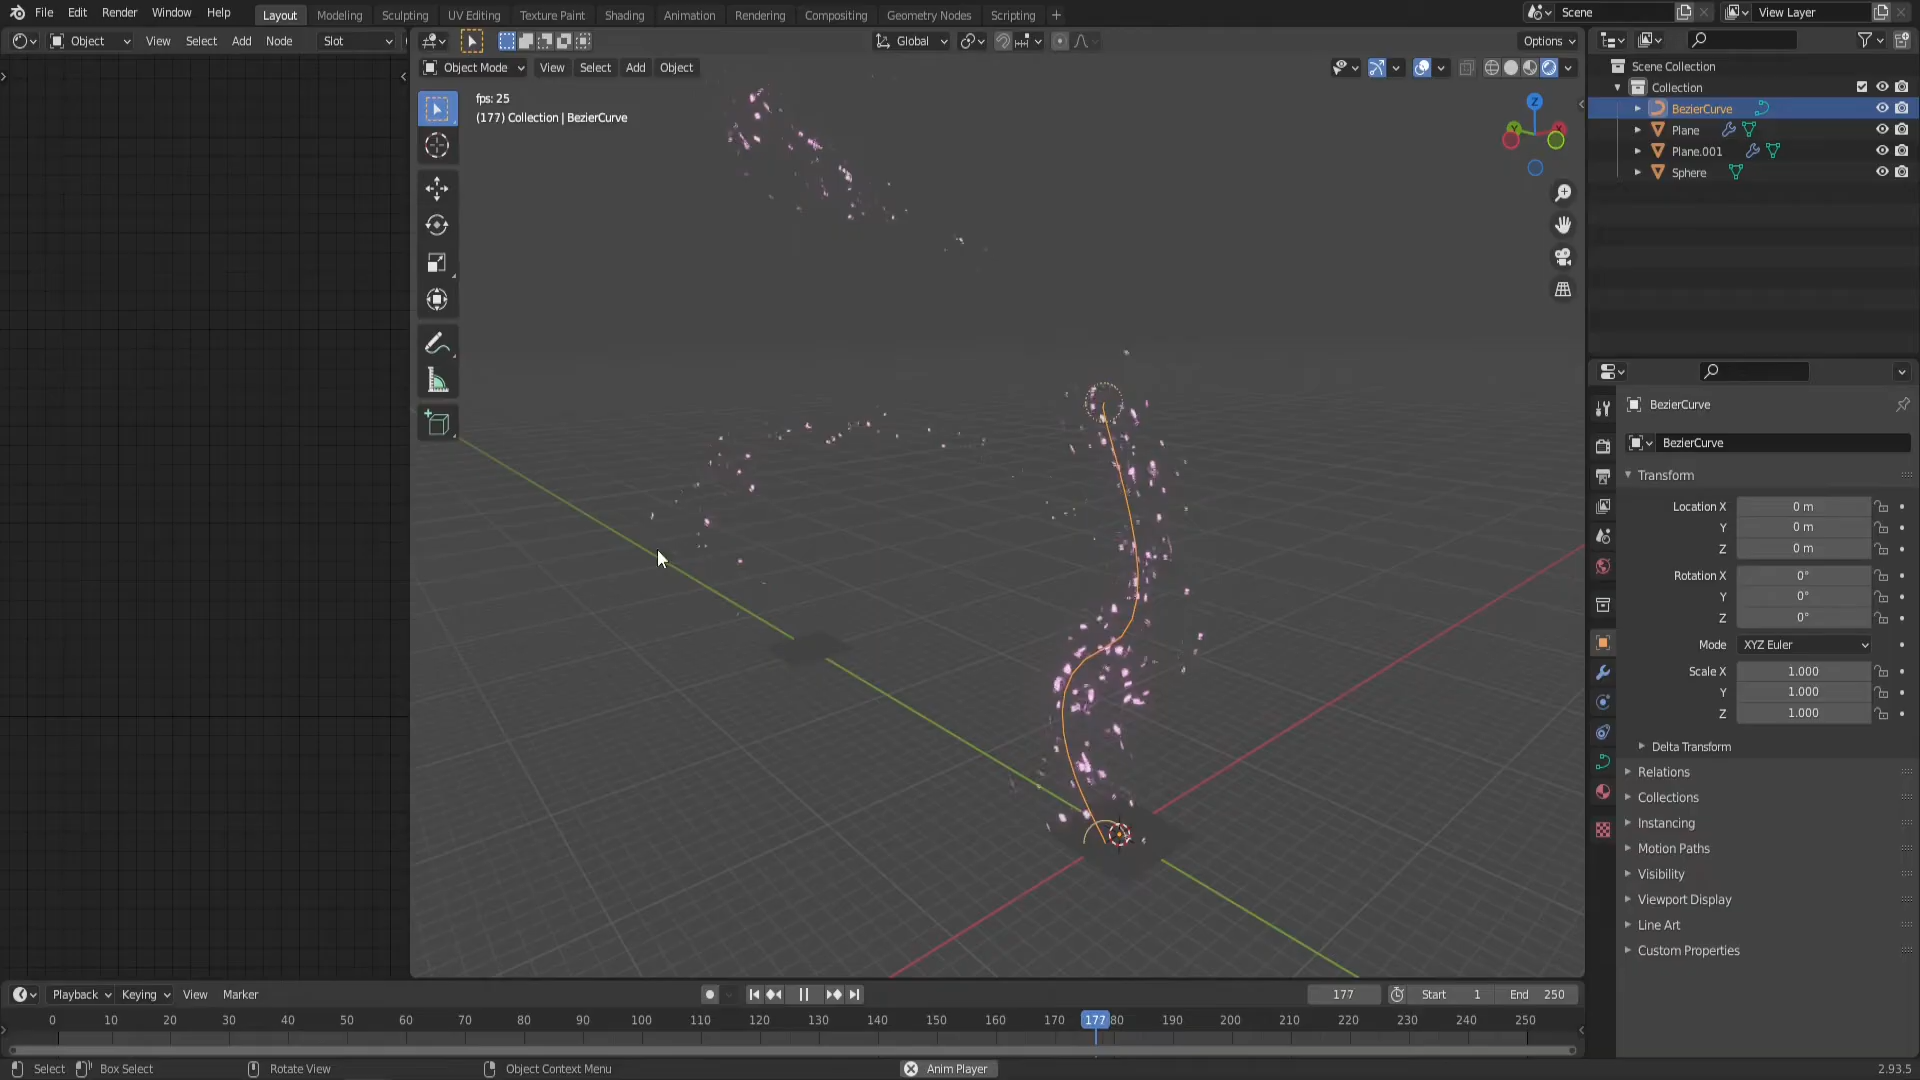 File Edit Render Window Help Layout Modeling Sculpting UV Editing Texture Paint Shading Animation Rendering Compositing Geometry Nodes Scripting + Scene View Layer
Object View Select Add Node Slot Global Options
Object Mode View Select Add Object
Scene Collection
Collection
BezierCurve
Plane
Plane.001
Sphere
fps: 25
(177) Collection | BezierCurve
Z
BezierCurve
BezierCurve
Transform
Location X 0 m
Y 0 m
Z 0 m
Rotation X 0°
Y 0°
Z 0°
Mode XYZ Euler
Scale X 1.000
Y 1.000
Z 1.000
Delta Transform
Relations
Collections
Instancing
Motion Paths
Visibility
Viewport Display
Line Art
Custom Properties
Playback Keying View Marker 177 Start 1 End 250
0 10 20 30 40 50 60 70 80 90 100 110 120 130 140 150 160 170 177 80 190 200 210 220 230 240 250
Select Box Select Rotate View Object Context Menu Anim Player 2.93.5